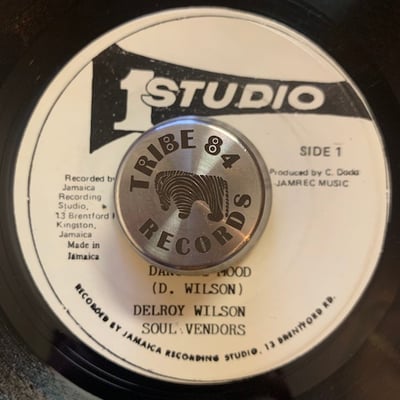 1 STUDIO
SIDE 1
Recorded by
Jamaica
Recording
Studio,
13 Brentford
Kingston,
Jamaica
Made in
Jamaica
Produced by C. Dodd
JAMREC MUSIC
TRIBE 84
RECORDS
MOOD
(D. WILSON)
DELROY WILSON
SOUL VENDORS
RECORDED BY JAMAICA RECORDING STUDIO, 13 BRENTFORD RD.